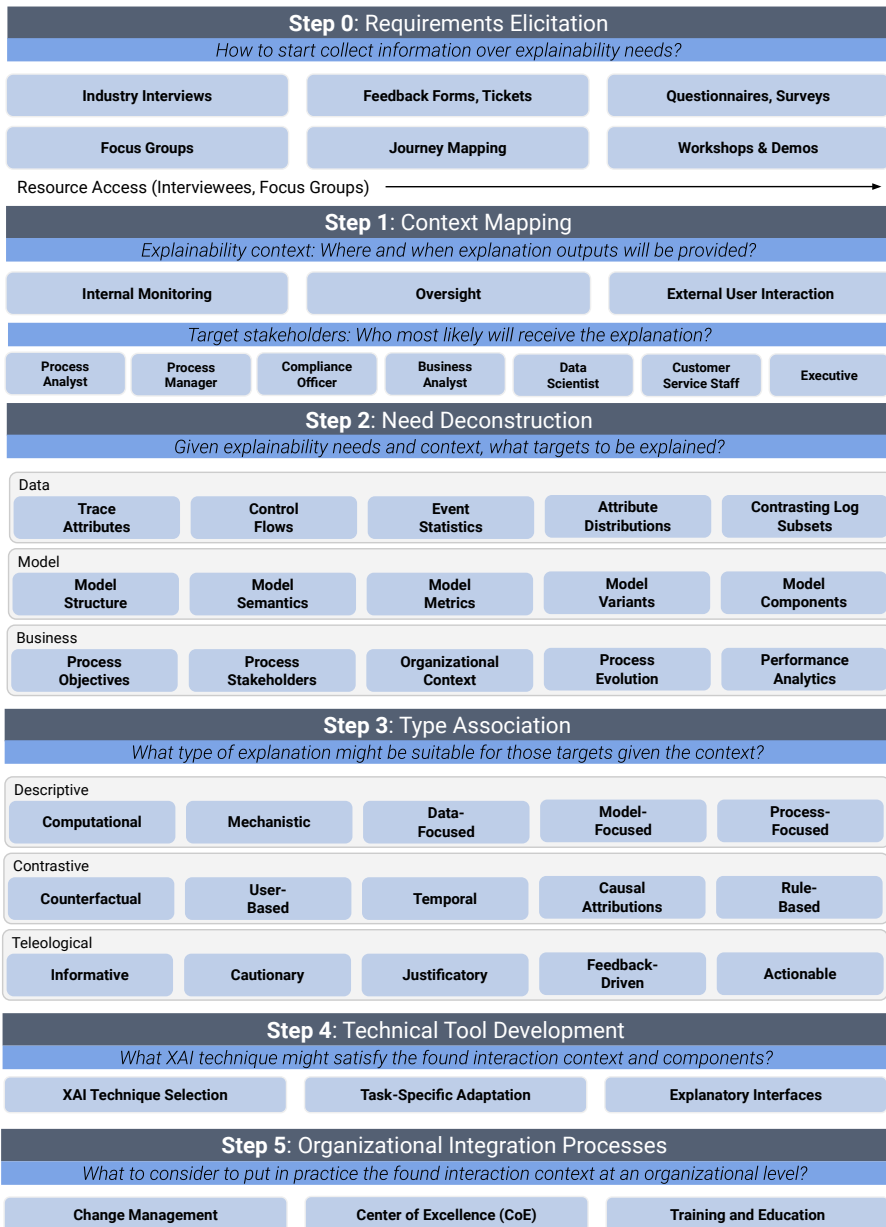 Step 0: Requirements Elicitation
How to start collect information over explainability needs?
Industry Interviews
Feedback Forms, Tickets
Questionnaires, Surveys
Focus Groups
Journey Mapping
Workshops & Demos
Resource Access (Interviewees, Focus Groups)
Step 1: Context Mapping
Explainability context: Where and when explanation outputs will be provided?
Internal Monitoring
Oversight
External User Interaction
Target stakeholders: Who most likely will receive the explanation?
Process
Analyst
Process
Manager
Compliance
Officer
Business
Analyst
Data
Scientist
Customer
Service Staff
Executive
Step 2: Need Deconstruction
Given explainability needs and context, what targets to be explained?
Data
Trace
Attributes
Control
Flows
Event
Statistics
Attribute
Distributions
Contrasting Log
Subsets
Model
Model
Structure
Model
Semantics
Model
Metrics
Model
Variants
Model
Components
Business
Process
Objectives
Process
Stakeholders
Organizational
Context
Process
Evolution
Performance
Analytics
Step 3: Type Association
What type of explanation might be suitable for those targets given the context?
Descriptive
Computational
Mechanistic
Data-
Focused
Model-
Focused
Process-
Focused
Contrastive
Counterfactual
User-
Based
Temporal
Causal
Attributions
Rule-
Based
Teleological
Informative
Cautionary
Justificatory
Feedback-
Driven
Actionable
Step 4: Technical Tool Development
What XAI technique might satisfy the found interaction context and components?
XAI Technique Selection
Task-Specific Adaptation
Explanatory Interfaces
Step 5: Organizational Integration Processes
What to consider to put in practice the found interaction context at an organizational level?
Change Management
Center of Excellence (CoE)
Training and Education